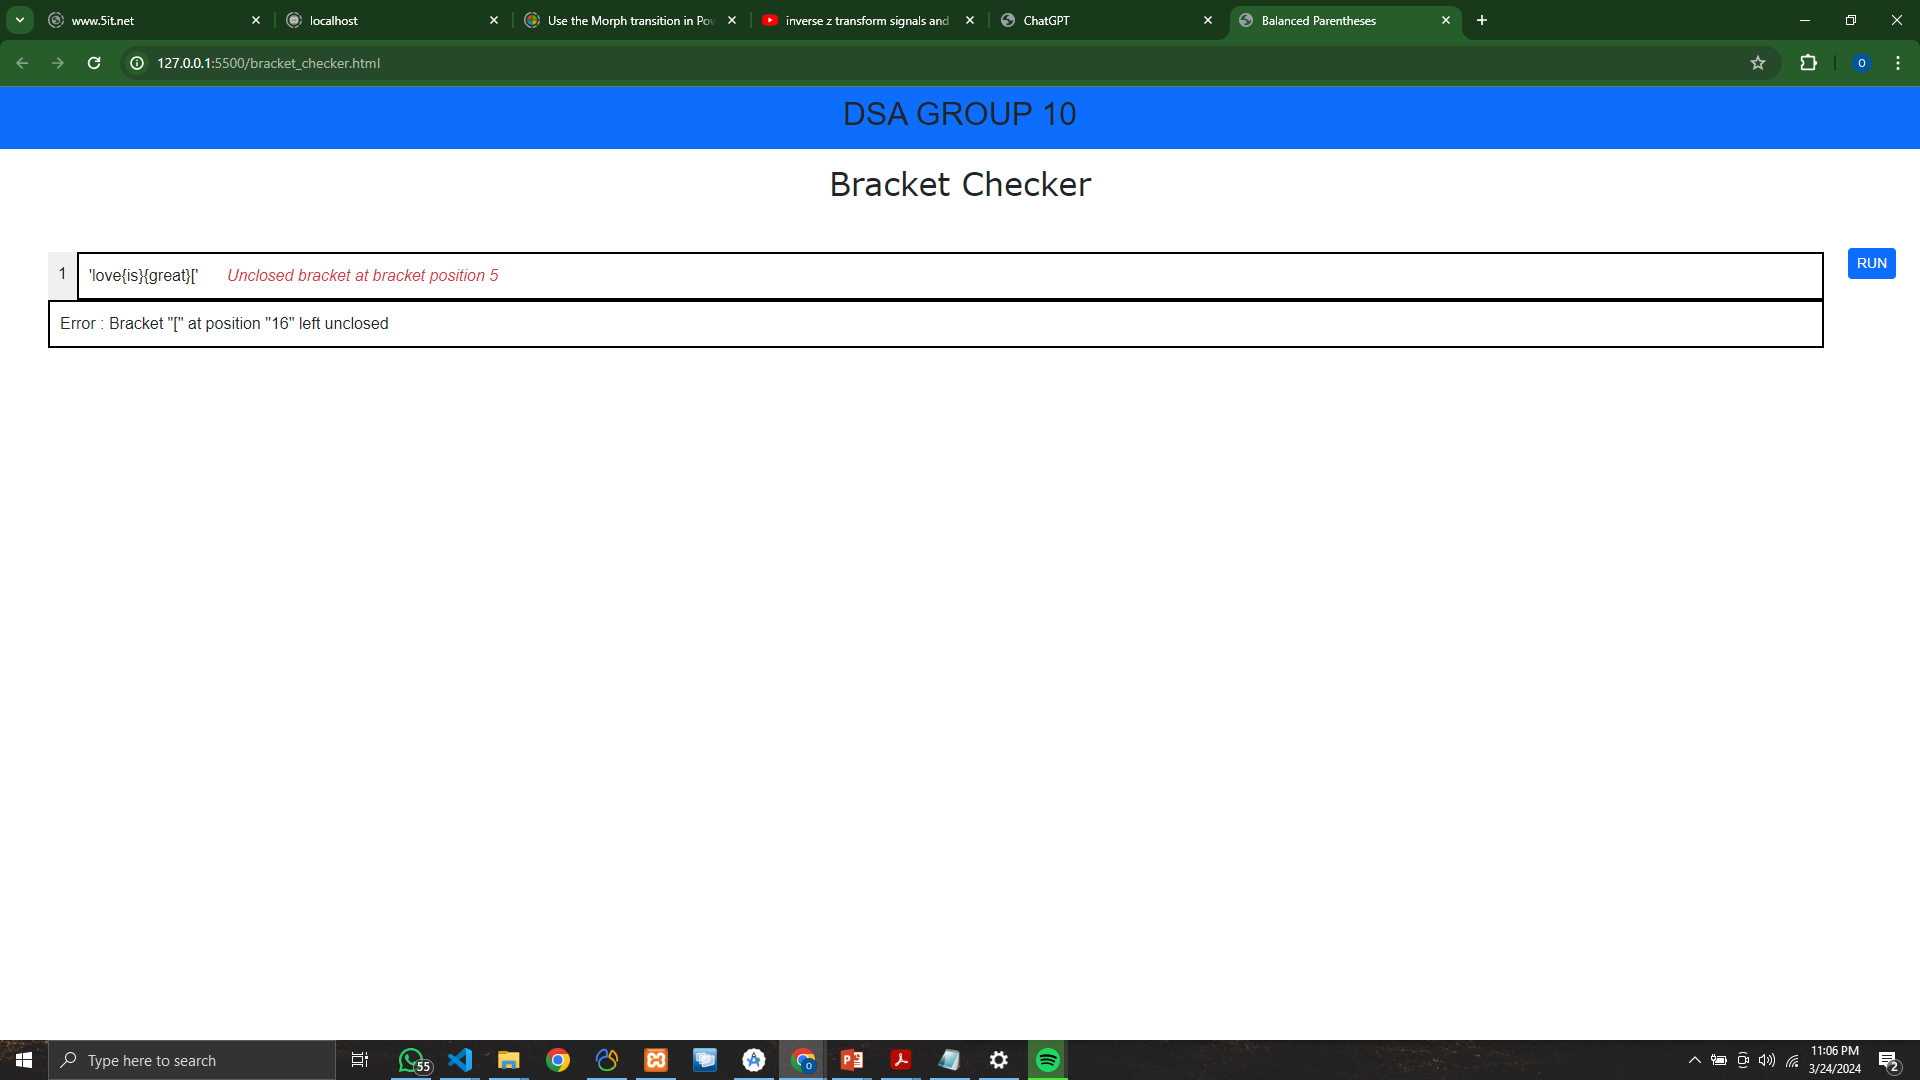 www.5it.net
localhost
Use the Morph transition in Pov
inverse z transform signals and
ChatGPT
Balanced Parentheses
127.0.0.1:5500/bracket_checker.html
O
DSA GROUP 10
Bracket Checker
1
'love{is}{great}[' Unclosed bracket at bracket position 5
RUN
Error : Bracket "[" at position "16" left unclosed
Type here to search
55
11:06 PM
3/24/2024
2